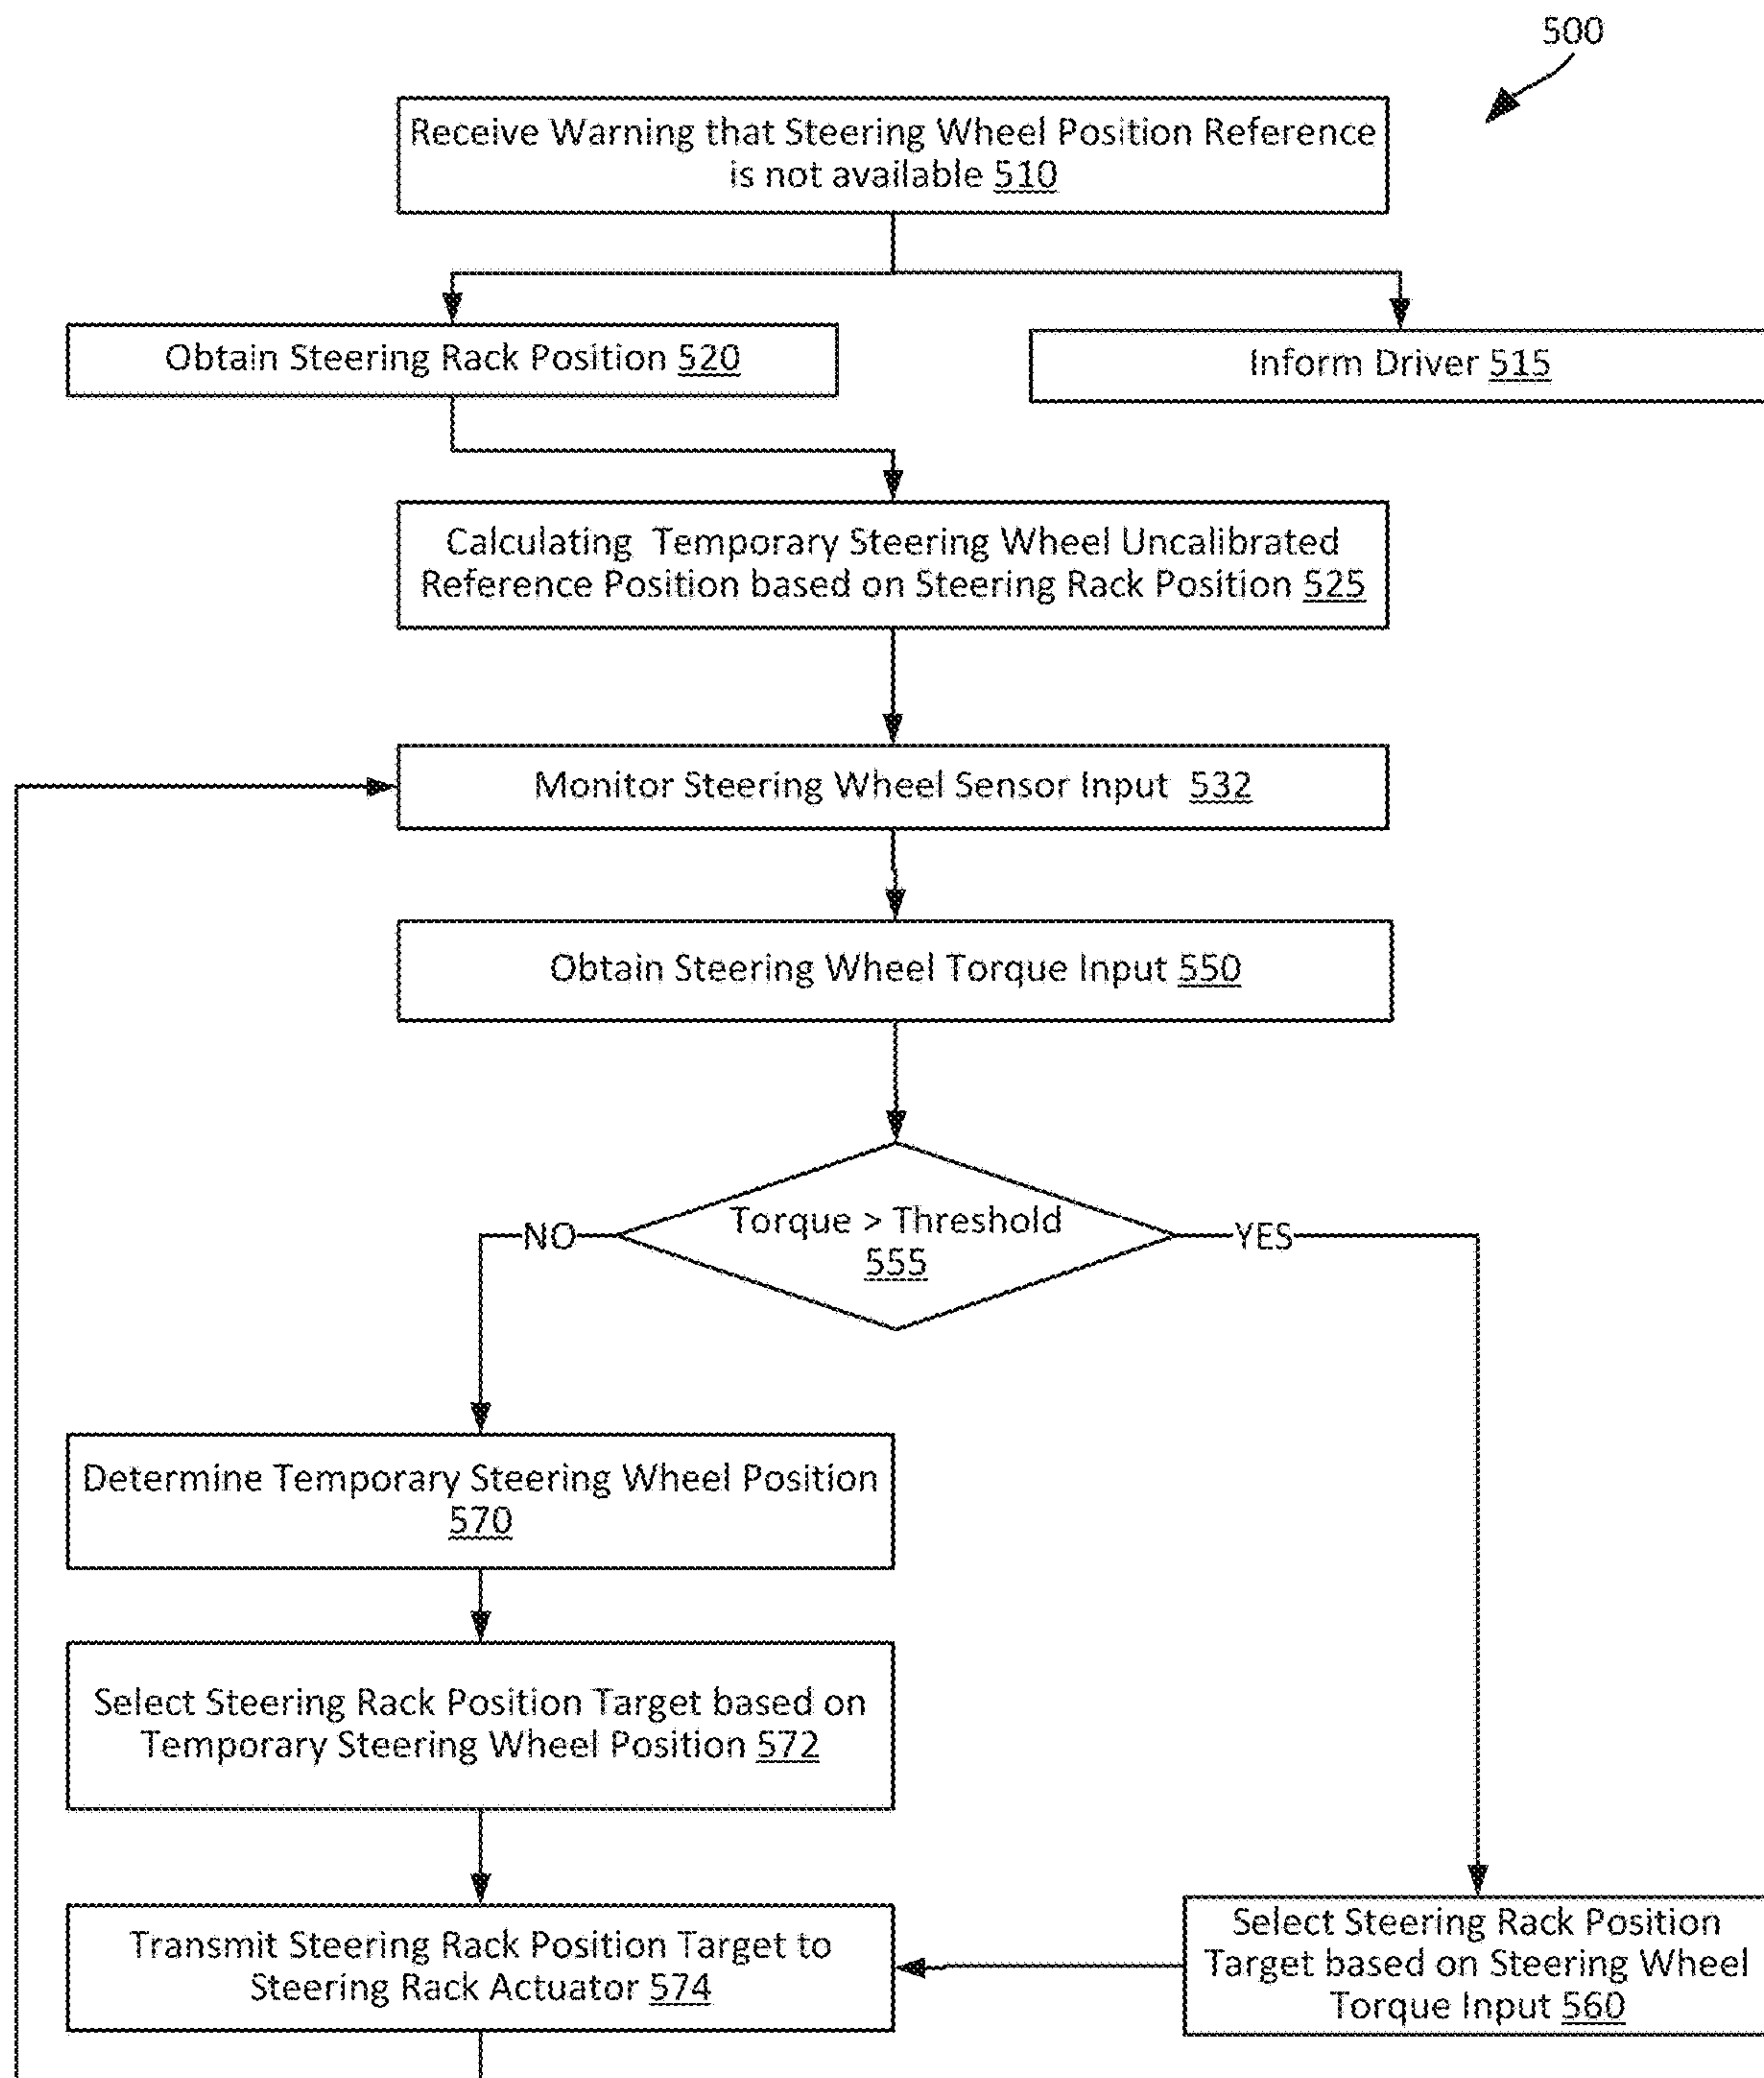 500
Receive Warning that Steering Wheel Position Reference
is not available 510
Obtain Steering Rack Position 520
Inform Driver 515
Calculating Temporary Steering Wheel Uncalibrated
Reference Position based on Steering Rack Position 525
Monitor Steering Wheel Sensor Input 532
Obtain Steering Wheel Torque Input 550
Torque > Threshold
555
NO
YES
Determine Temporary Steering Wheel Position
570
Select Steering Rack Position Target based on
Temporary Steering Wheel Position 572
Transmit Steering Rack Position Target to
Steering Rack Actuator 574
Select Steering Rack Position
Target based on Steering Wheel
Torque Input 560